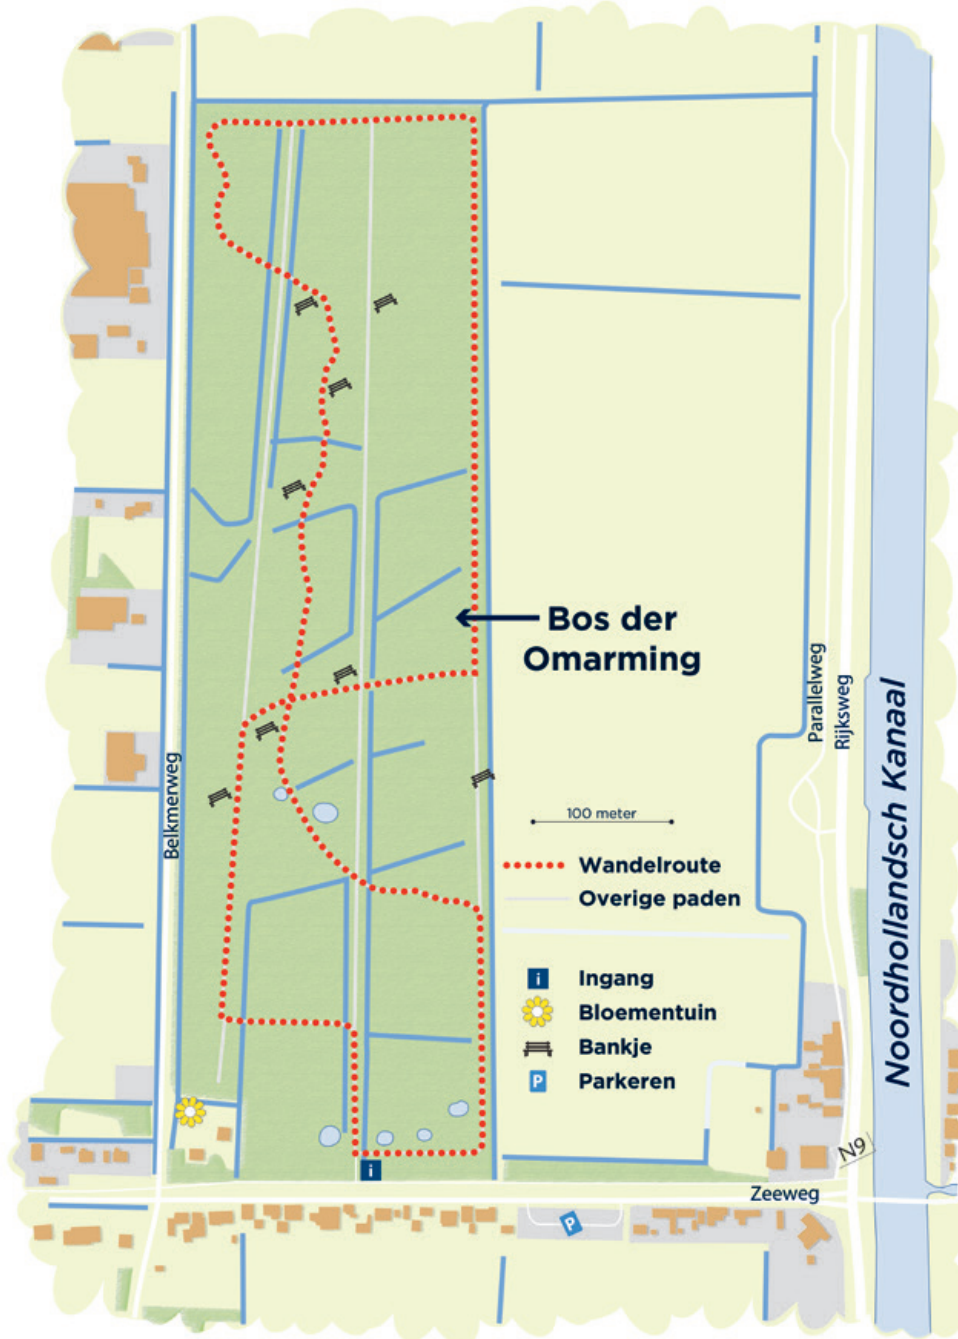 Bos der
Omarming
Parallelweg
Rijksweg
Noordhollandsch Kanaal
Belkmerweg
100 meter
Wandelroute
Overige paden
i Ingang
Bloementuin
Bankje
P Parkeren
N9
i
Zeeweg
P